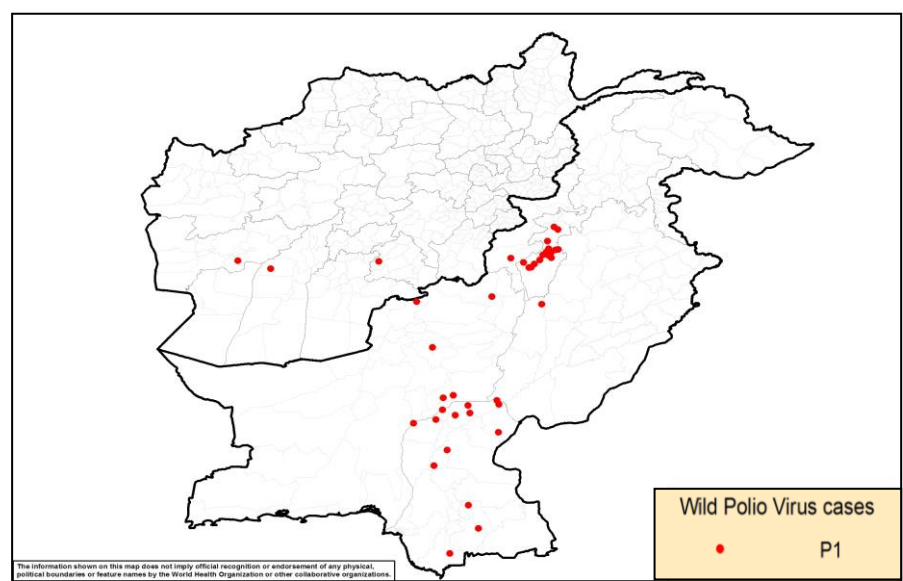 Wild Polio Virus cases
P1
The information shown on this map does not imply official recognition or endorsement of any physical,
political boundaries or feature names by the World Health Organization or other collaborative organizations.